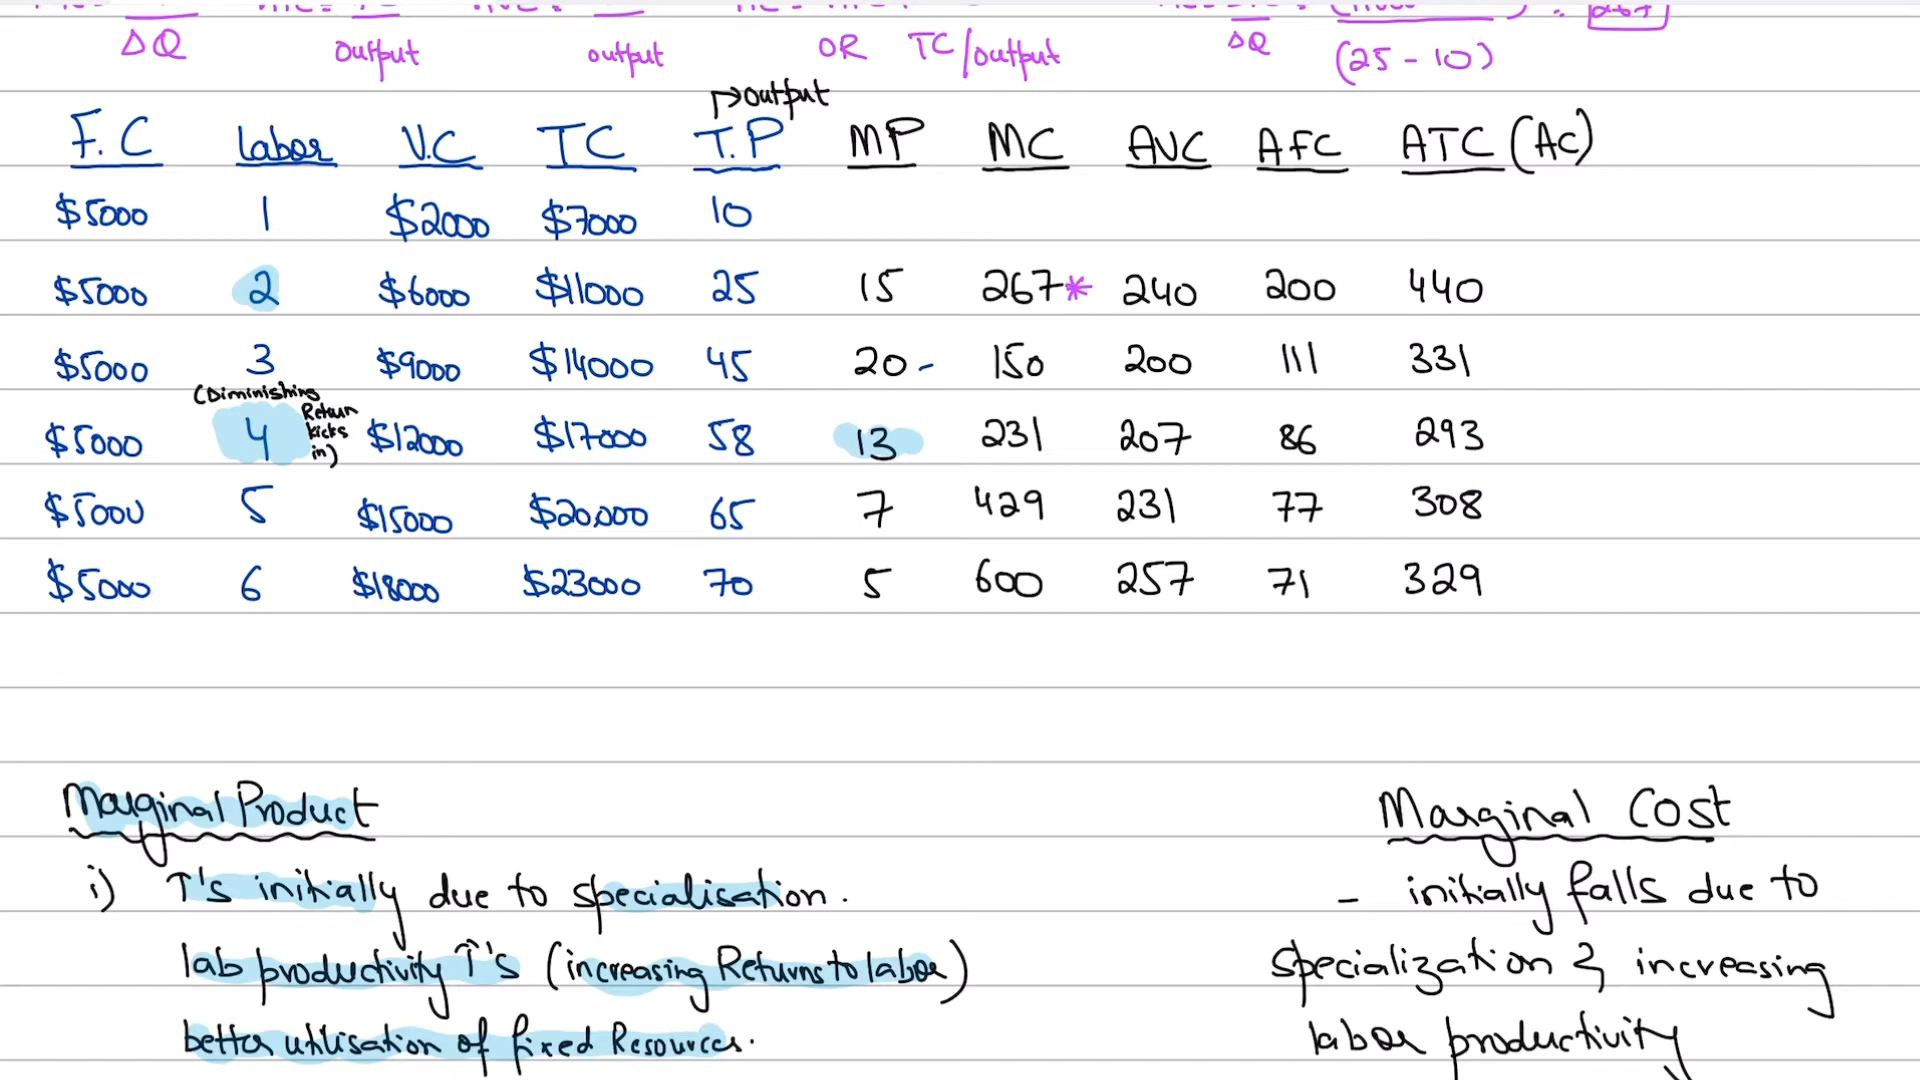 ΔQ output output OR TC/output ΔQ (25 - 10)
↱output
F.C labor V.C TC T.P MP MC AVC AFC ATC (AC)
$5000 1 $2000 $7000 10
$5000 2 $6000 $11000 25 15 267* 240 200 440
$5000 3 $9000 $14000 45 20 - 150 200 111 331
(Diminishing Return kicks in)
$5000 4 $12000 $17000 58 13 231 207 86 293
$5000 5 $15000 $20,000 65 7 429 231 77 308
$5000 6 $18000 $23000 70 5 600 257 71 329
Marginal Product
i) ↑'s initially due to specialisation.
lab productivity ↑'s (increasing Returns to labor)
better utilisation of fixed Resources.
Marginal Cost
- initially falls due to
specialization & increasing
labor productivity